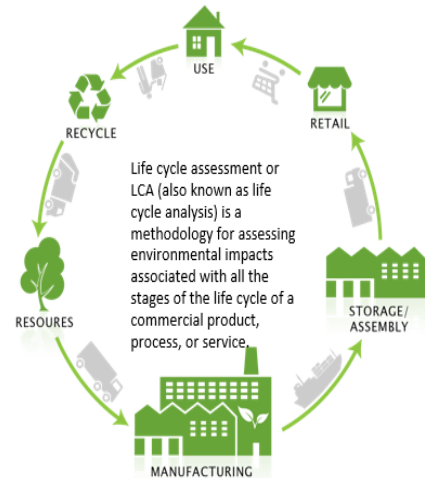 USE
RECYCLE
RETAIL
Life cycle assessment or
LCA (also known as life
cycle analysis) is a
methodology for assessing
environmental impacts
associated with all the
stages of the life cycle of a
commercial product,
process, or service.
RESOURES
STORAGE/
ASSEMBLY
MANUFACTURING